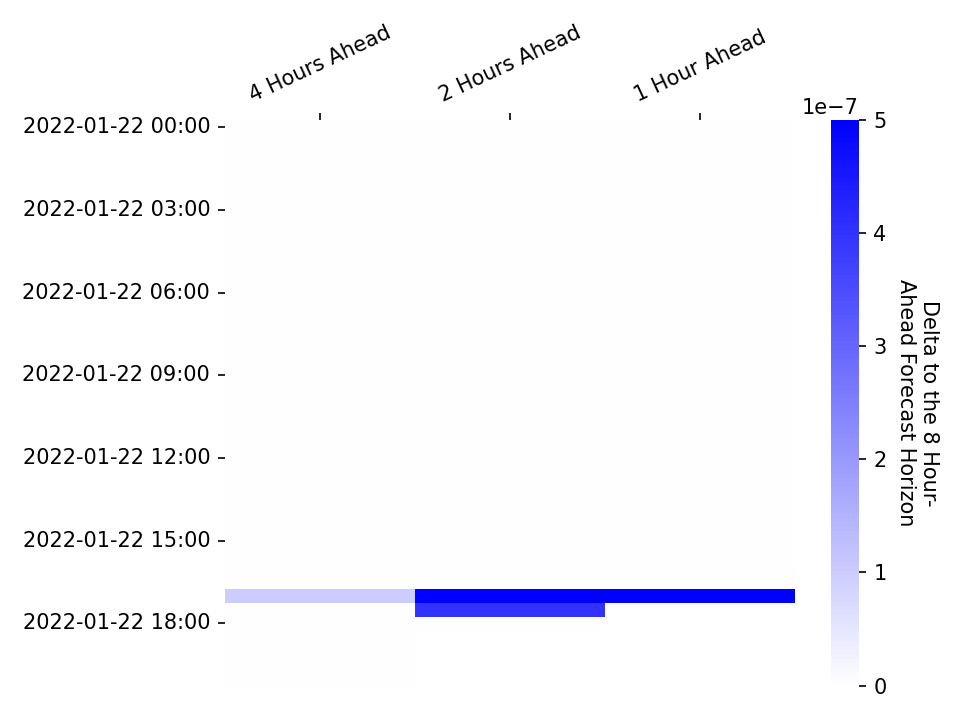 4 Hours Ahead
2 Hours Ahead
1 Hour Ahead
2022-01-22 00:00
2022-01-22 03:00
2022-01-22 06:00
2022-01-22 09:00
2022-01-22 12:00
2022-01-22 15:00
2022-01-22 18:00
1e−7
5
4
3
2
1
0
Delta to the 8 Hour-
Ahead Forecast Horizon